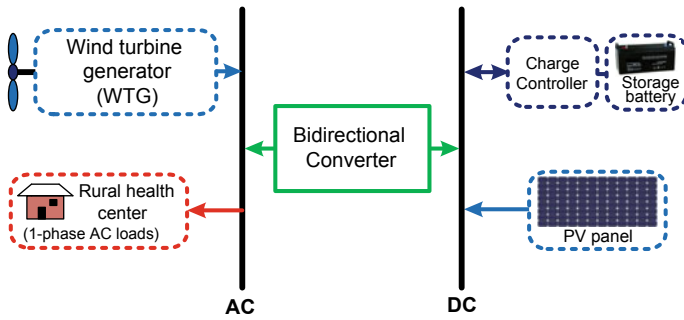 Wind turbine
generator
(WTG)
Rural health
center
(1-phase AC loads)
AC
Bidirectional
Converter
Charge
Controller
Storage
battery
PV panel
DC